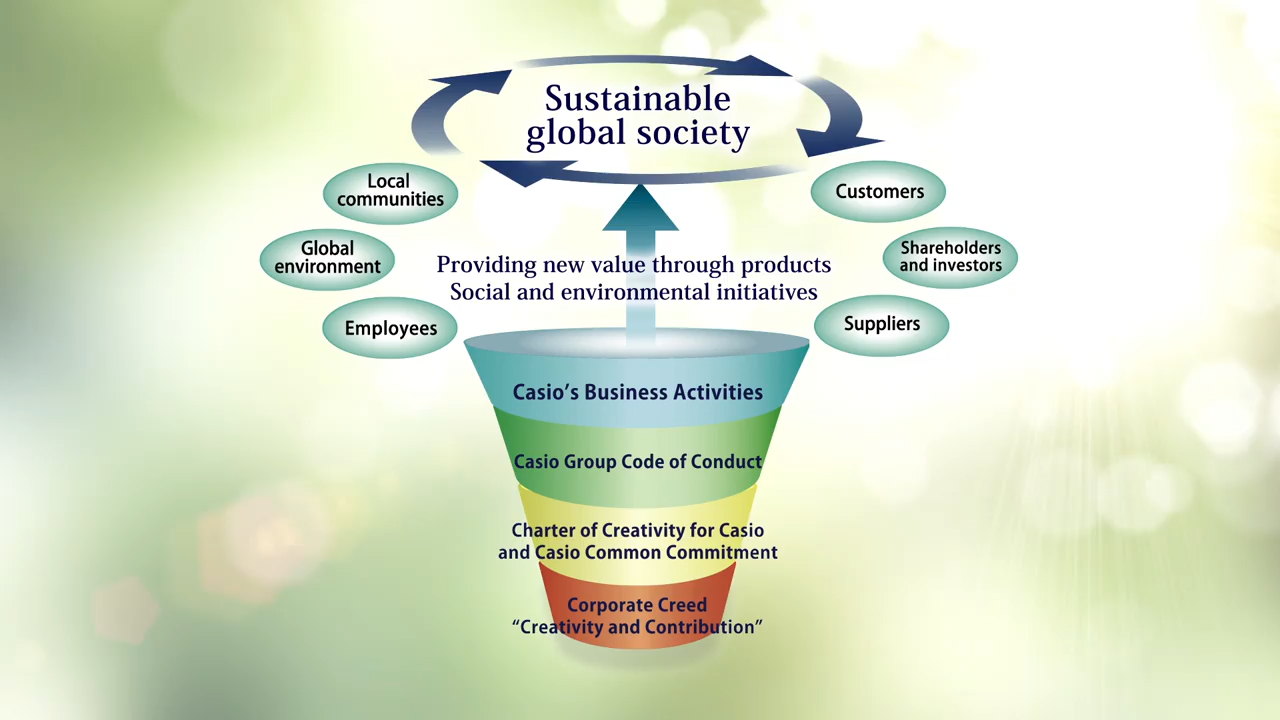 Sustainable
global society
Local
communities
Customers
Global
environment
Shareholders
and investors
Providing new value through products
Social and environmental initiatives
Employees
Suppliers
Casio’s Business Activities
Casio Group Code of Conduct
Charter of Creativity for Casio
and Casio Common Commitment
Corporate Creed
“Creativity and Contribution”